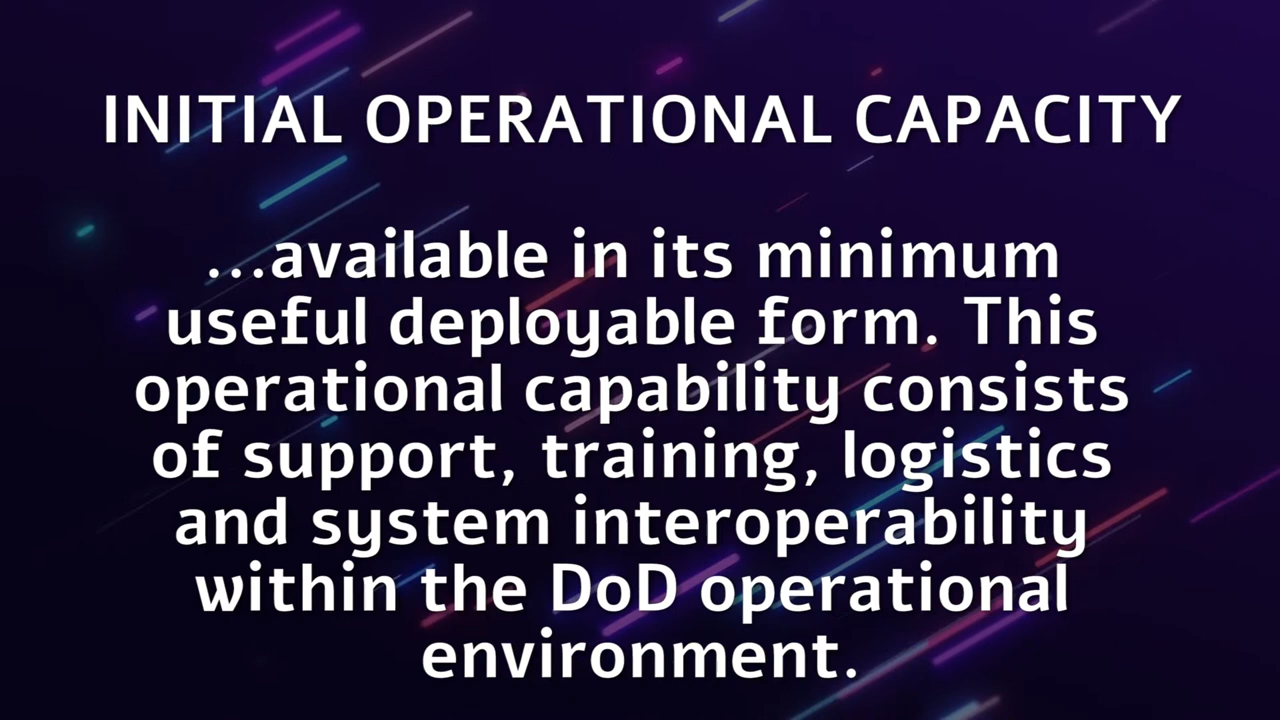 INITIAL OPERATIONAL CAPACITY
...available in its minimum
useful deployable form. This
operational capability consists
of support, training, logistics
and system interoperability
within the DoD operational
environment.